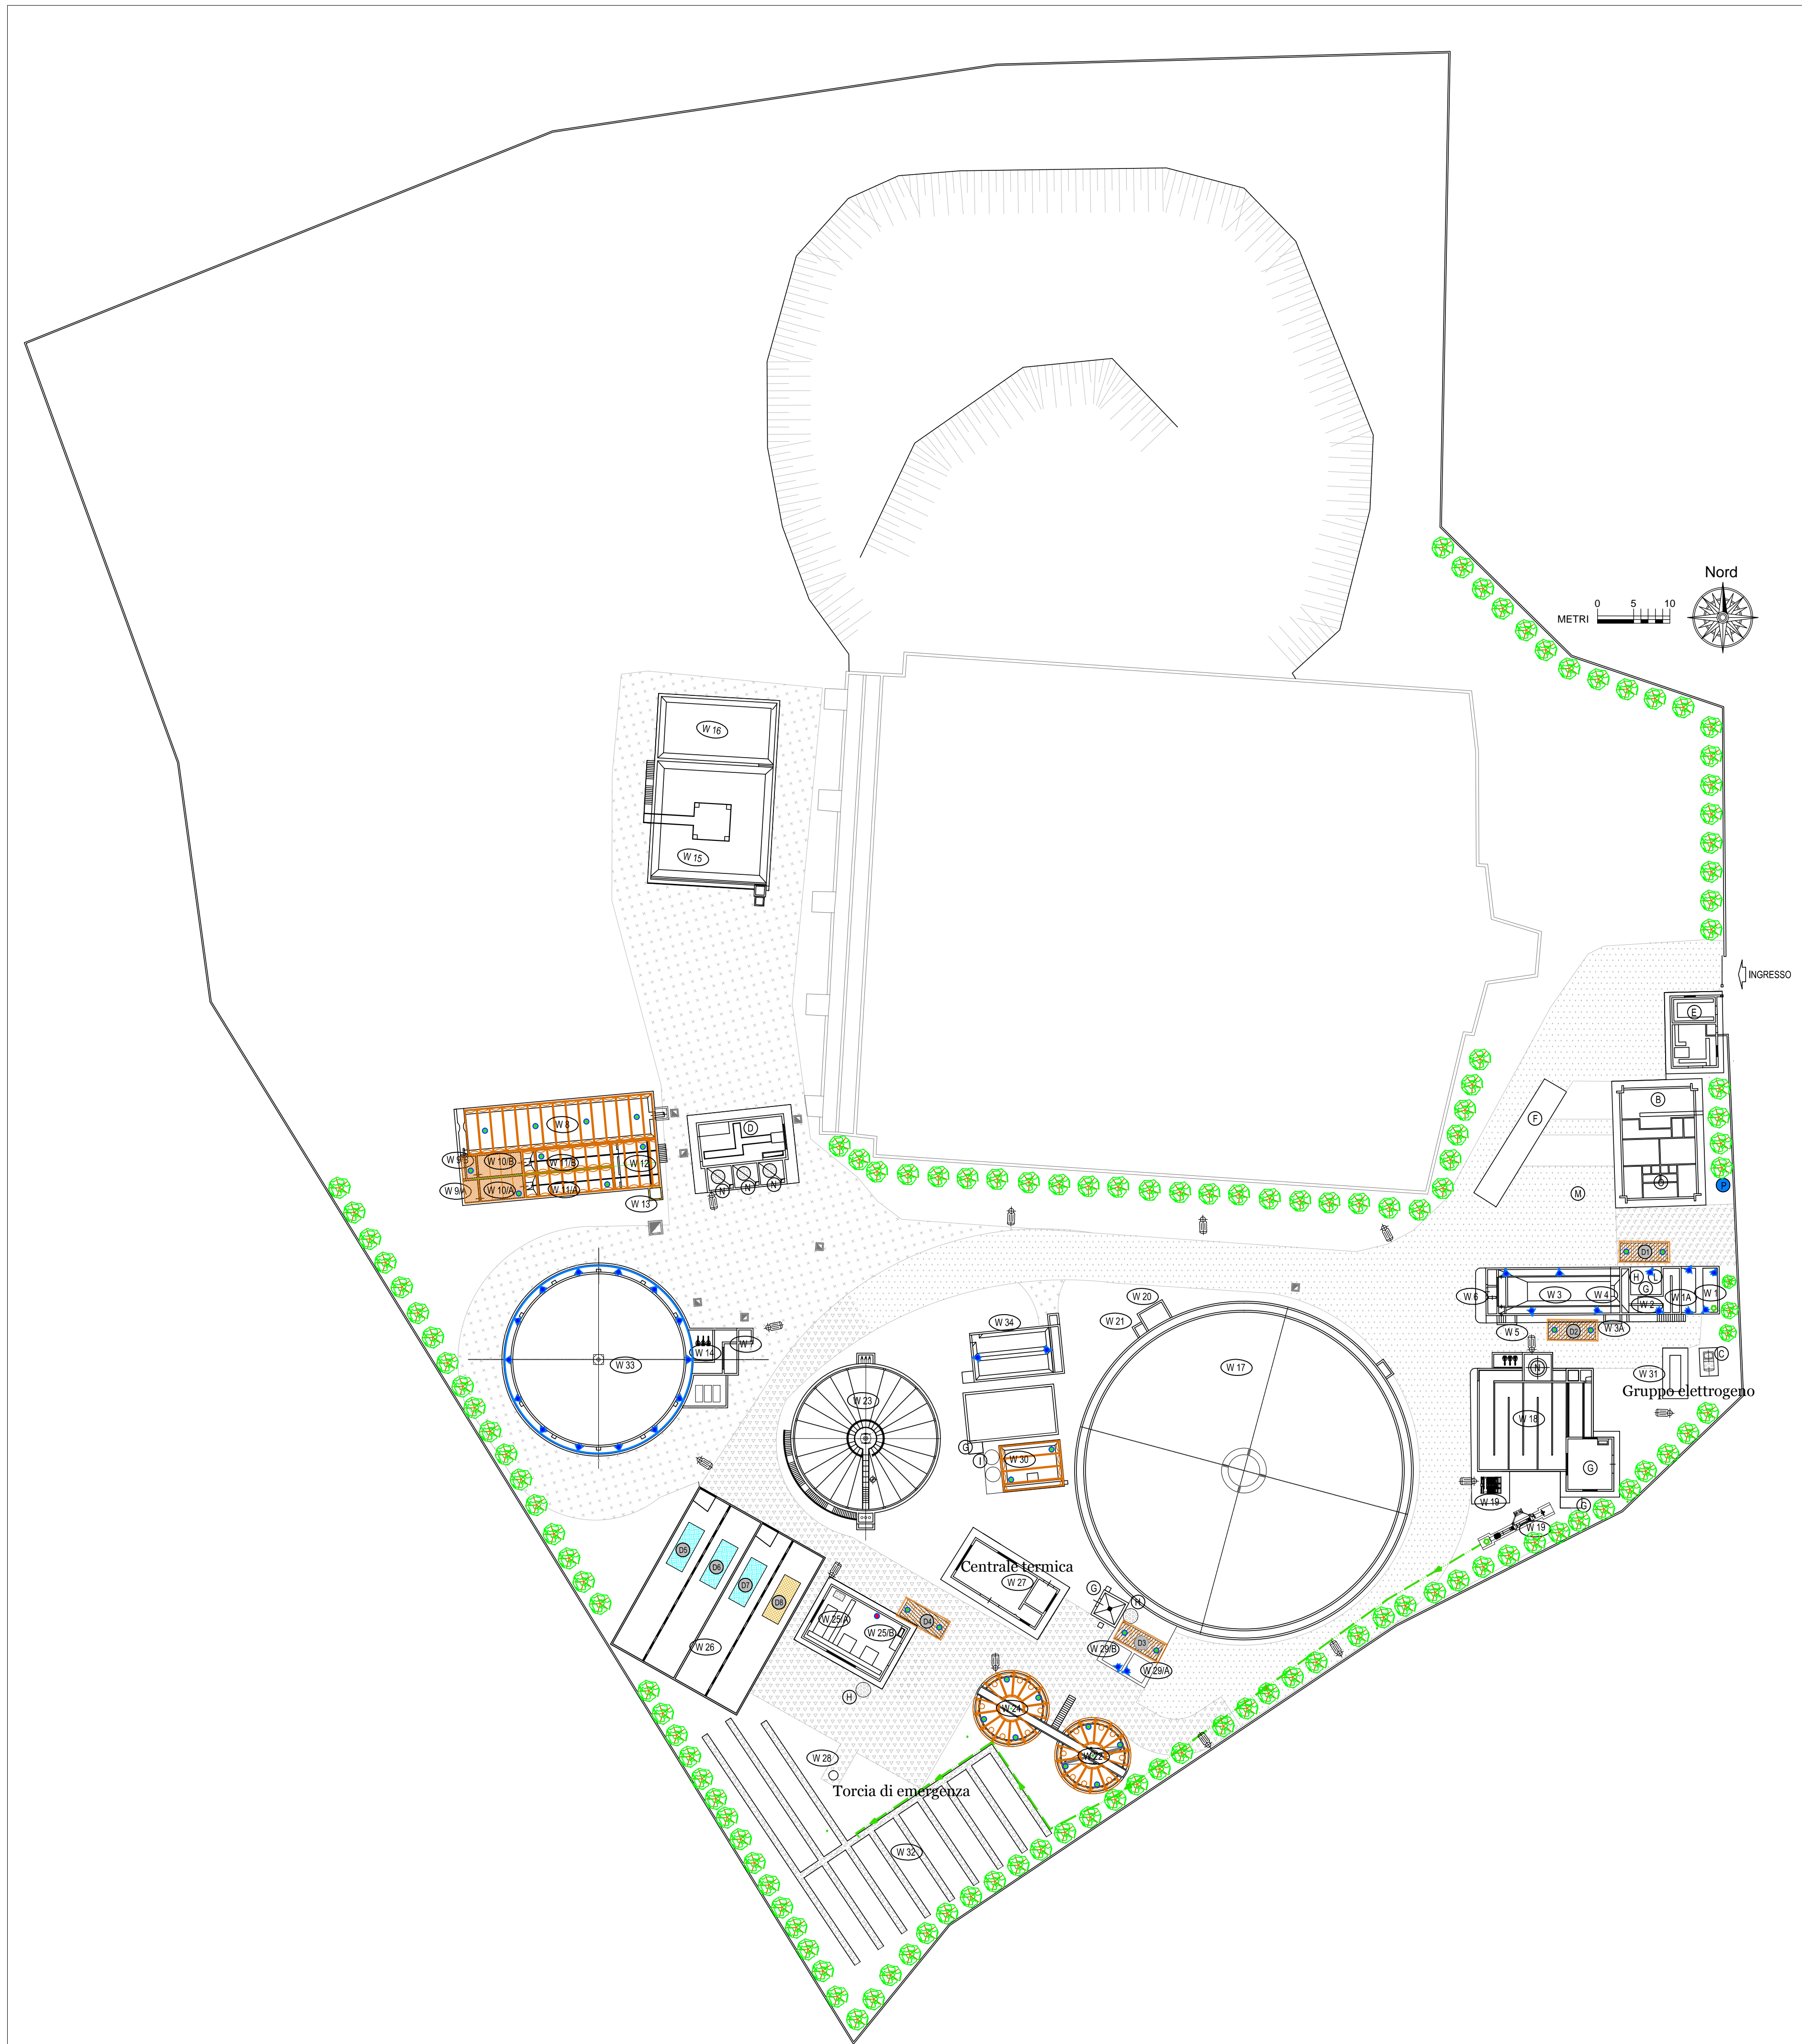 Nord
0 5 10
METRI
W 16
W 15
INGRESSO
E
B
F
D
W 8
W 9/B
W 10/B
W 11/B
W 12
W 9/A
W 10/A
W 11/A
W 13
N
N
N
M
P
D1
H
L
G
W 6
W 3
W 4
W 2
W 1A
W 1
W 20
W 21
W 34
W 5
D2
W 3A
W 14
W 7
W 33
W 17
N
W 31
C
Gruppo elettrogeno
W 23
W 18
G
I
W 30
G
W 19
G
W 19
D5
D6
D7
D8
Centrale termica
W 27
G
H
W 25/A
W 25/B
D4
W 26
D3
W 29/B
W 29/A
H
W 24
W 22
W 28
Torcia di emergenza
W 32